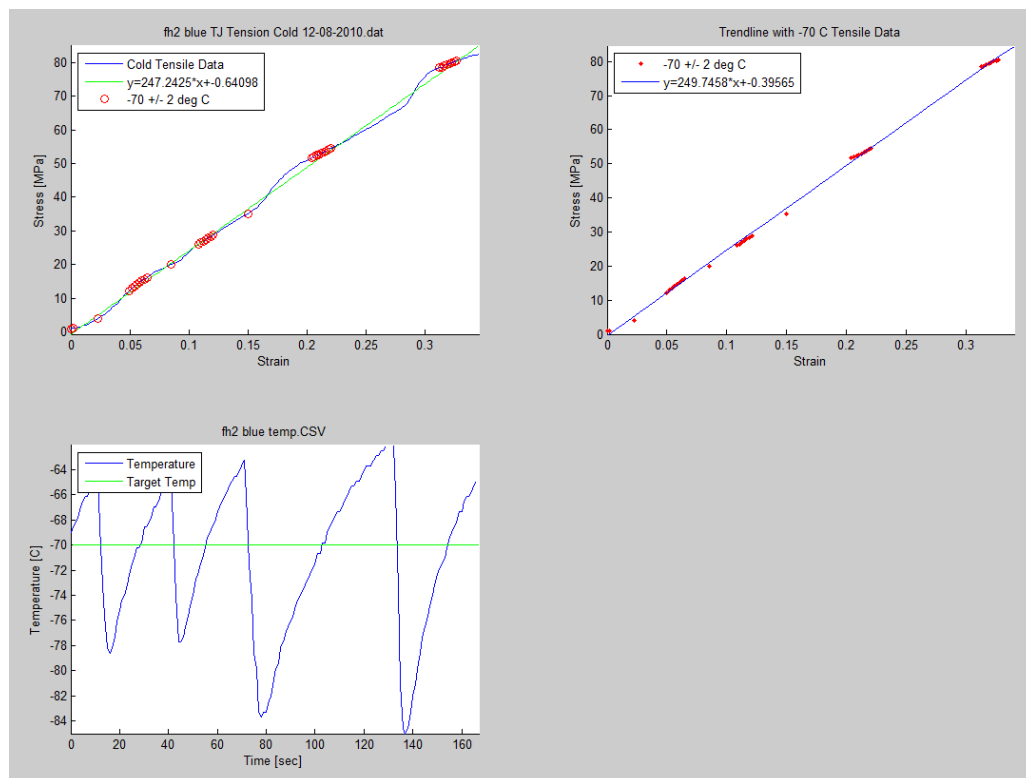 fh2 blue TJ Tension Cold 12-08-2010.dat
80
70
60
50
40
30
20
10
0
Stress [MPa]
Cold Tensile Data
y=247.2425*x+-0.64098
-70 +/- 2 deg C
0 0.05 0.1 0.15 0.2 0.25 0.3
Strain
Trendline with -70 C Tensile Data
80
70
60
50
40
30
20
10
0
Stress [MPa]
-70 +/- 2 deg C
y=249.7458*x+-0.39565
0 0.05 0.1 0.15 0.2 0.25 0.3
Strain
fh2 blue temp.CSV
-64
-66
-68
-70
-72
-74
-76
-78
-80
-82
-84
Temperature [C]
Temperature
Target Temp
0 20 40 60 80 100 120 140 160
Time [sec]